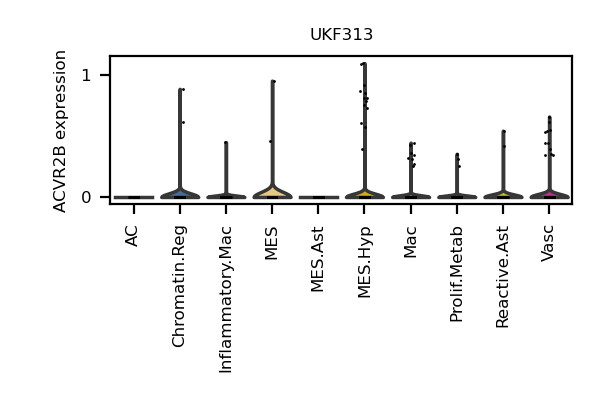 UKF313
ACVR2B expression
1
0
AC
Chromatin.Reg
Inflammatory.Mac
MES
MES.Ast
MES.Hyp
Mac
Prolif.Metab
Reactive.Ast
Vasc